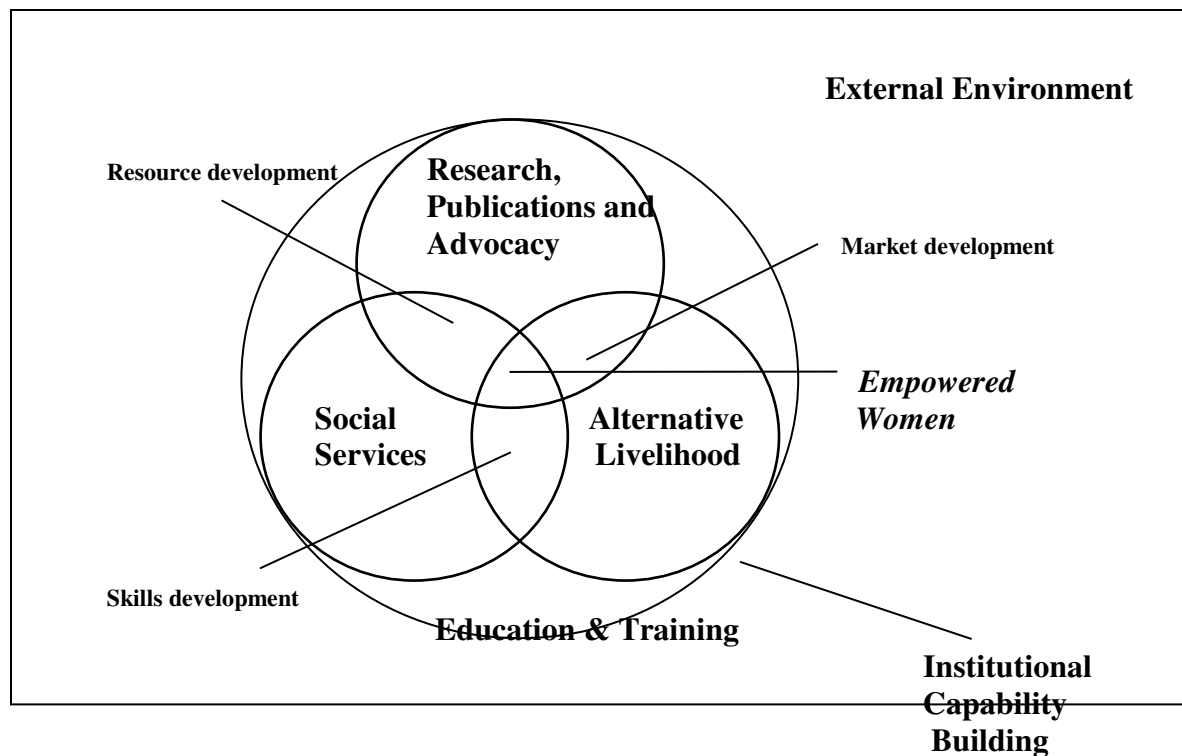 External Environment
Resource development
Research,
Publications and
Advocacy
Market development
Empowered
Women
Social
Services
Alternative
Livelihood
Skills development
Education & Training
Institutional
Capability
Building